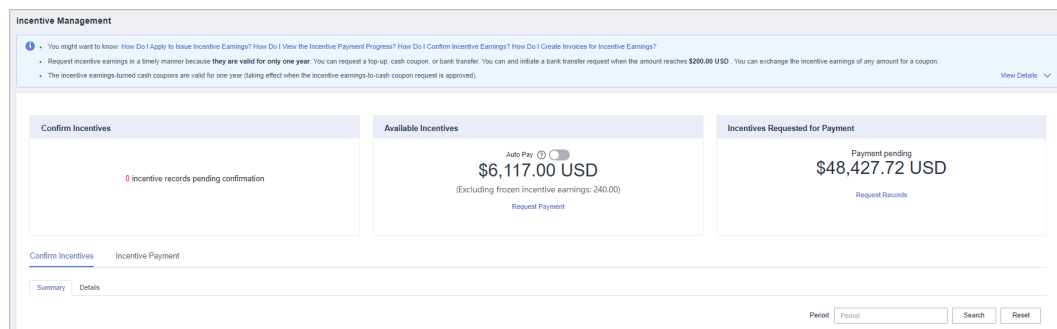 Incentive Management
• You might want to know: How Do I Apply to Issue Incentive Earnings? How Do I View the Incentive Payment Progress? How Do I Confirm Incentive Earnings? How Do I Create Invoices for Incentive Earnings?
• Request incentive earnings in a timely manner because they are valid for only one year. You can request a top-up, cash coupon, or bank transfer. You can and initiate a bank transfer request when the amount reaches $200.00 USD . You can exchange the incentive earnings of any amount for a coupon.
• The incentive earnings-turned cash coupons are valid for one year (taking effect when the incentive earnings-to-cash coupon request is approved).
View Details
Confirm Incentives
0 incentive records pending confirmation
Available Incentives
Auto Pay ?
$6,117.00 USD
(Excluding frozen incentive earnings: 240.00)
Request Payment
Incentives Requested for Payment
Payment pending
$48,427.72 USD
Request Records
Confirm Incentives Incentive Payment
Summary Details
Period Period Search Reset